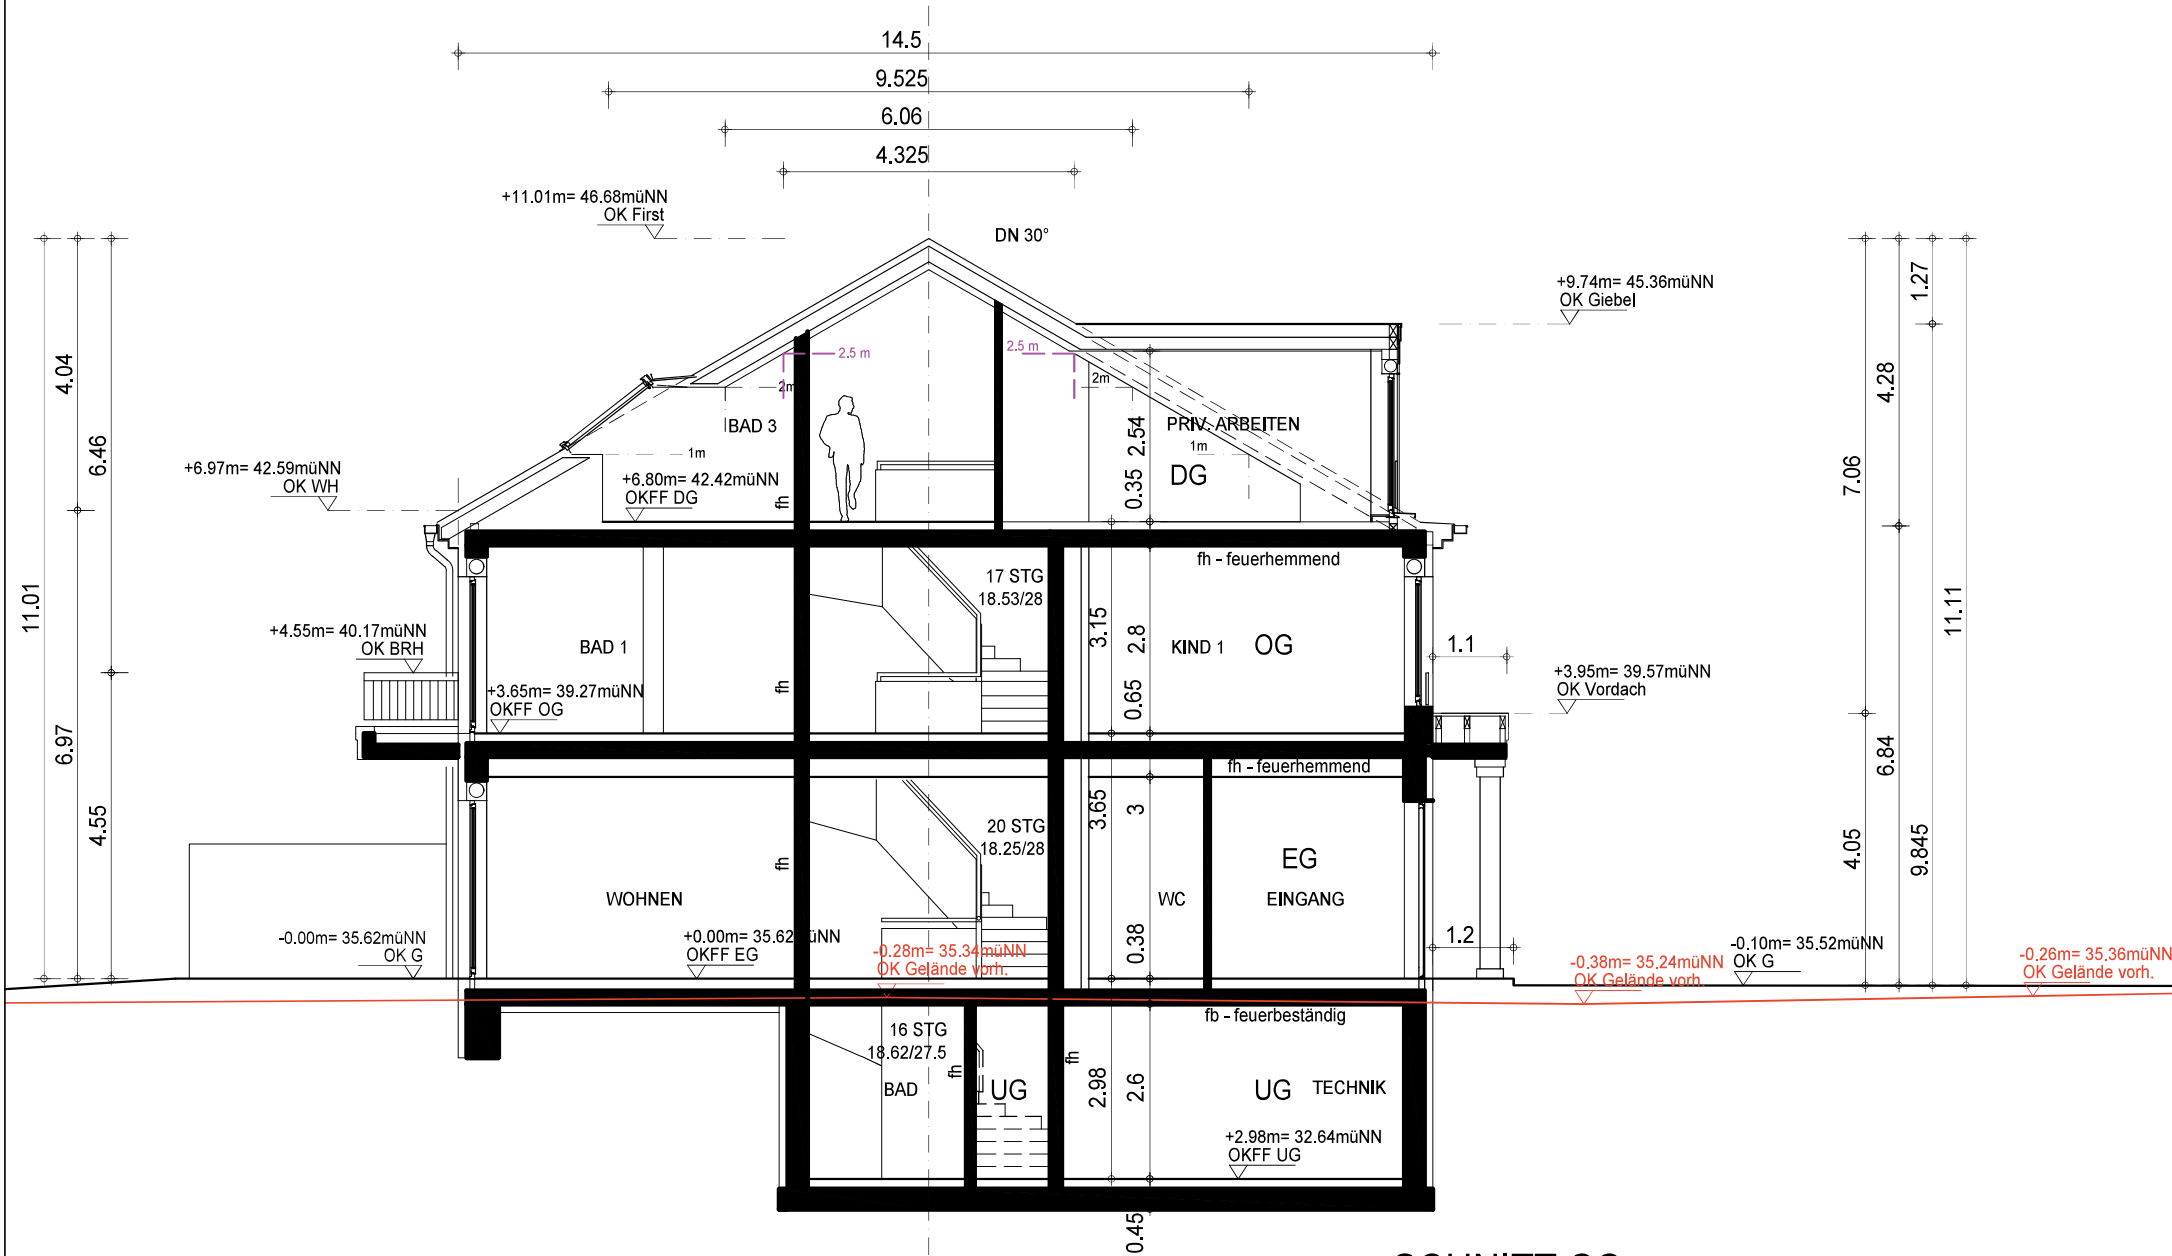 14.5
9.525
6.06
4.325
+11.01m= 46.68müNN
OK First
DN 30°
+9.74m= 45.36müNN
OK Giebel
1.27
4.04
6.46
4.28
7.06
2.5 m
2.5 m
2m
2m
BAD 3
PRIV. ARBEITEN
2.54
1m
1m
DG
0.35
+6.97m= 42.59müNN
OK WH
+6.80m= 42.42müNN
OKFF DG
fh
fh - feuerhemmend
17 STG
18.53/28
11.01
11.11
3.15
2.8
+4.55m= 40.17müNN
OK BRH
BAD 1
KIND 1
OG
1.1
+3.95m= 39.57müNN
OK Vordach
+3.65m= 39.27müNN
OKFF OG
fh
0.65
6.97
6.84
fh - feuerhemmend
4.55
3.65
3
20 STG
18.25/28
4.05
9.845
fh
EG
WOHNEN
WC
EINGANG
0.38
1.2
-0.00m= 35.62müNN
OK G
+0.00m= 35.62müNN
OKFF EG
-0.28m= 35.34müNN
OK Gelände vorh.
-0.38m= 35.24müNN
OK Gelände vorh.
-0.10m= 35.52müNN
OK G
-0.26m= 35.36müNN
OK Gelände vorh.
fb - feuerbeständig
16 STG
18.62/27.5
fh
fh
BAD
UG
2.98
2.6
UG
TECHNIK
+2.98m= 32.64müNN
OKFF UG
0.45